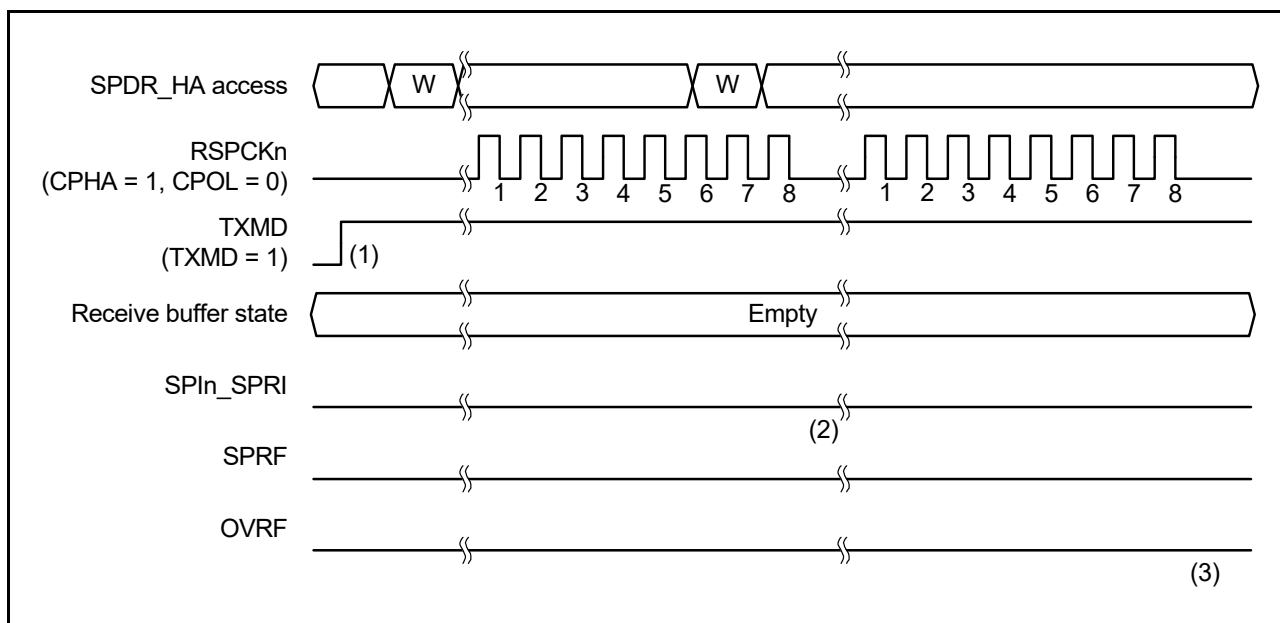 SPDR_HA access
W
W
RSPCKn
(CPHA = 1, CPOL = 0)
1 2 3 4 5 6 7 8
1 2 3 4 5 6 7 8
TXMD
(TXMD = 1)
(1)
Receive buffer state
Empty
SPIn_SPRI
(2)
SPRF
OVRF
(3)